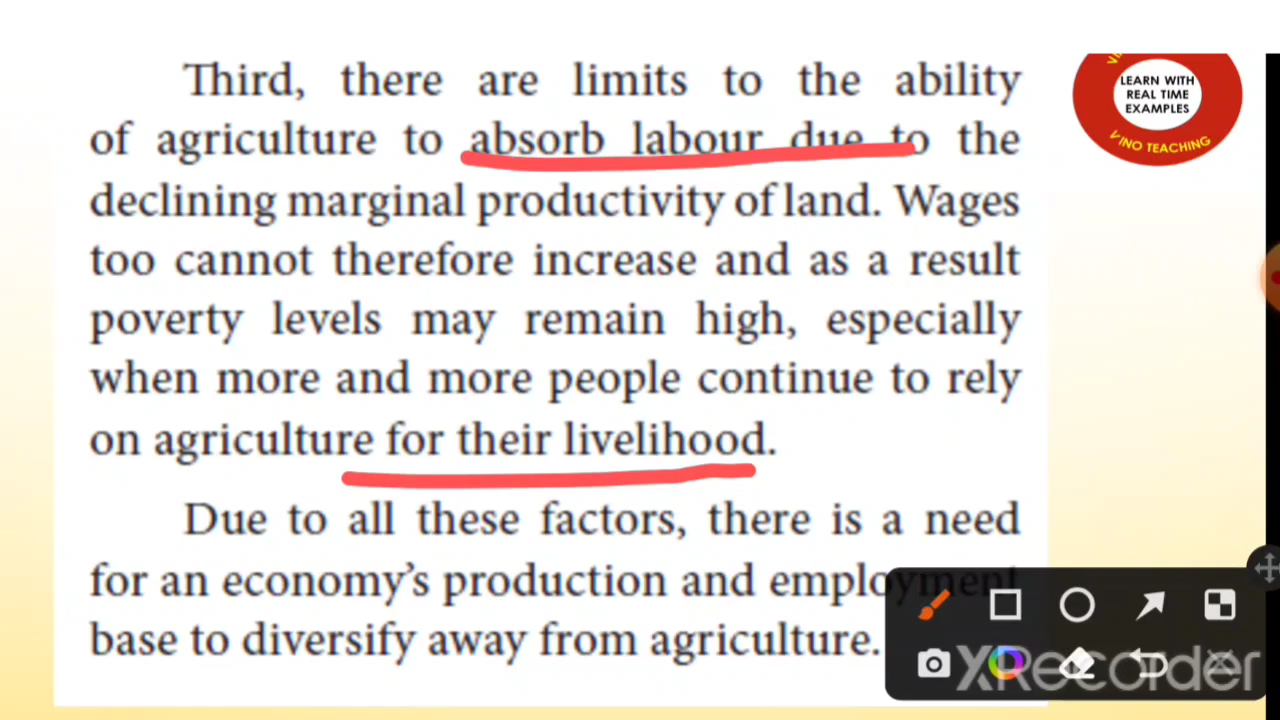 Third, there are limits to the ability
of agriculture to absorb labour due to the
declining marginal productivity of land. Wages
too cannot therefore increase and as a result
poverty levels may remain high, especially
when more and more people continue to rely
on agriculture for their livelihood.
Due to all these factors, there is a need
for an economy’s production and employment
base to diversify away from agriculture.
LEARN WITH
REAL TIME
EXAMPLES
VINO TEACHING
XRecorder